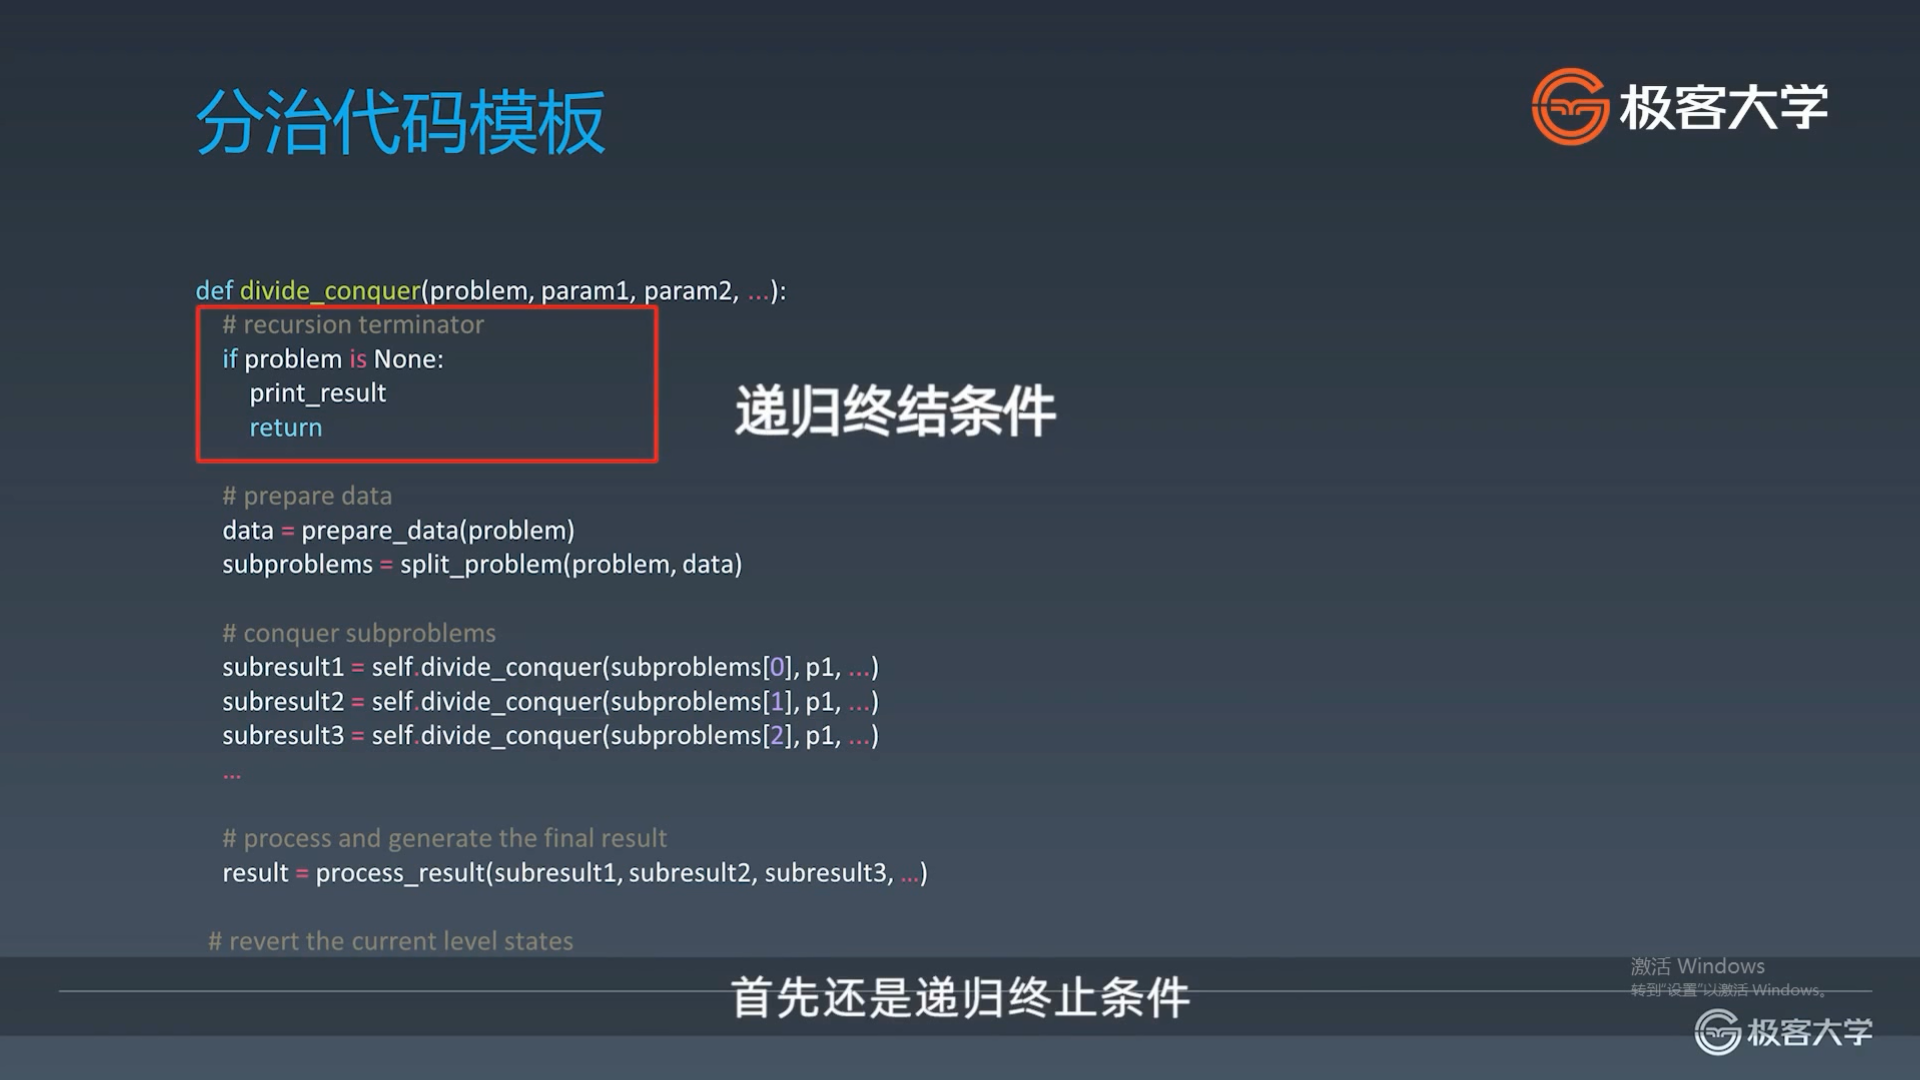 分治代码模板
极客大学
def divide_conquer(problem, param1, param2, ...):
# recursion terminator
if problem is None:
print_result
return
递归终结条件
# prepare data
data = prepare_data(problem)
subproblems = split_problem(problem, data)
# conquer subproblems
subresult1 = self.divide_conquer(subproblems[0], p1, ...)
subresult2 = self.divide_conquer(subproblems[1], p1, ...)
subresult3 = self.divide_conquer(subproblems[2], p1, ...)
...
# process and generate the final result
result = process_result(subresult1, subresult2, subresult3, ...)
# revert the current level states
首先还是递归终止条件
激活 Windows
转到“设置”以激活 Windows。
极客大学